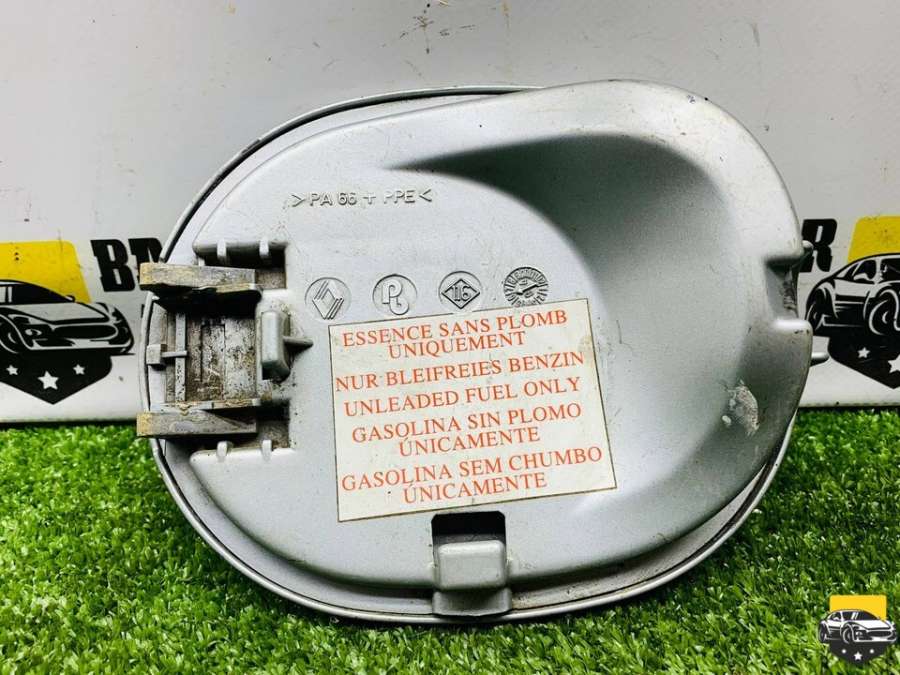 >PA 66 + PPE<
16
ESSENCE SANS PLOMB
UNIQUEMENT
NUR BLEIFREIES BENZIN
UNLEADED FUEL ONLY
GASOLINA SIN PLOMO
ÚNICAMENTE
GASOLINA SEM CHUMBO
ÚNICAMENTE